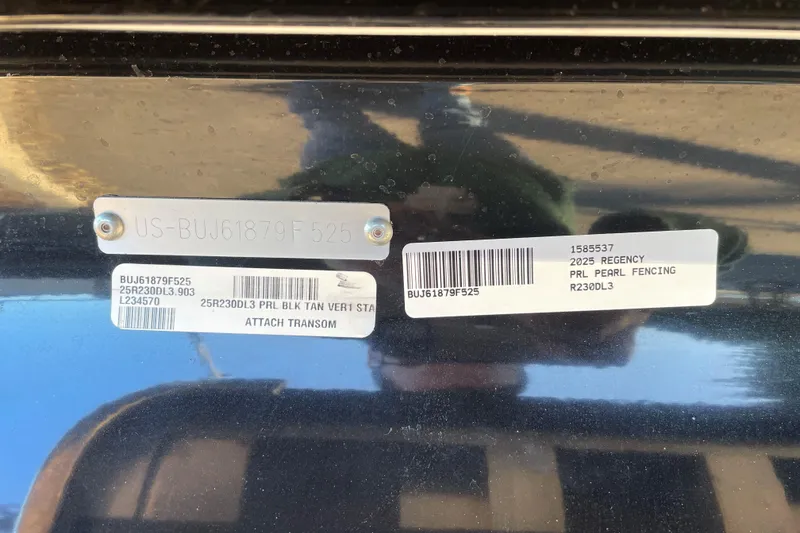 US-BUJ61879F525
BUJ61879F525
25R230DL3.903
L234570
25R230DL3 PRL BLK TAN VER1 STA
ATTACH TRANSOM
BUJ61879F525
1585537
2025 REGENCY
PRL PEARL FENCING
R230DL3